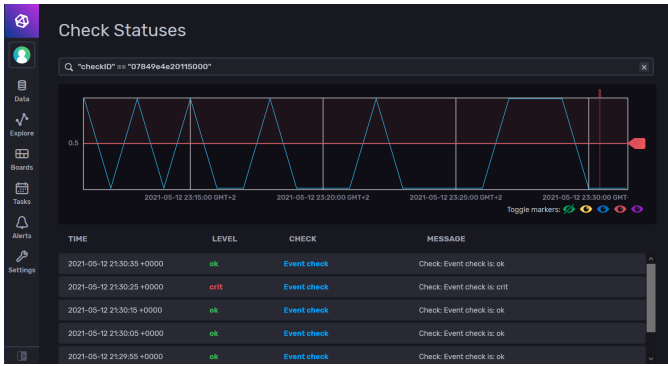 Check Statuses
"checkID" == "07849e4e20115000"
Data
Explore
Boards
Tasks
Alerts
Settings
0.5
2021-05-12 23:15:00 GMT+2
2021-05-12 23:20:00 GMT+2
2021-05-12 23:25:00 GMT+2
2021-05-12 23:30:00 GMT-
Toggle markers:
TIME LEVEL CHECK MESSAGE
2021-05-12 21:30:35 +0000 ok Event check Check: Event check is: ok
2021-05-12 21:30:25 +0000 crit Event check Check: Event check is: crit
2021-05-12 21:30:15 +0000 ok Event check Check: Event check is: ok
2021-05-12 21:30:05 +0000 ok Event check Check: Event check is: ok
2021-05-12 21:29:55 +0000 ok Event check Check: Event check is: ok